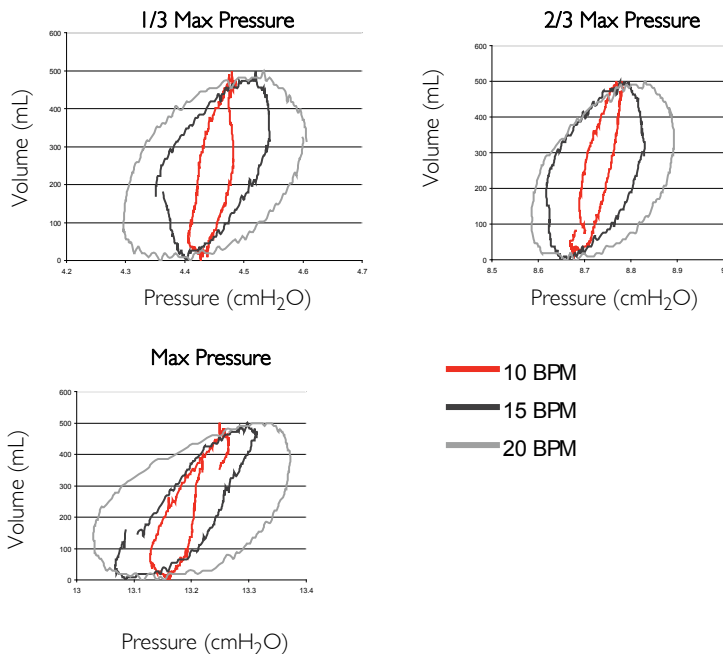 1/3 Max Pressure
Volume (mL)
600
500
400
300
200
100
0
4.2 4.3 4.4 4.5 4.6 4.7
Pressure (cmH2O)
2/3 Max Pressure
Volume (mL)
600
500
400
300
200
100
0
8.5 8.6 8.7 8.8 8.9
Pressure (cmH2O)
Max Pressure
Volume (mL)
600
500
400
300
200
100
0
13 13.1 13.2 13.3 13.4
Pressure (cmH2O)
10 BPM
15 BPM
20 BPM